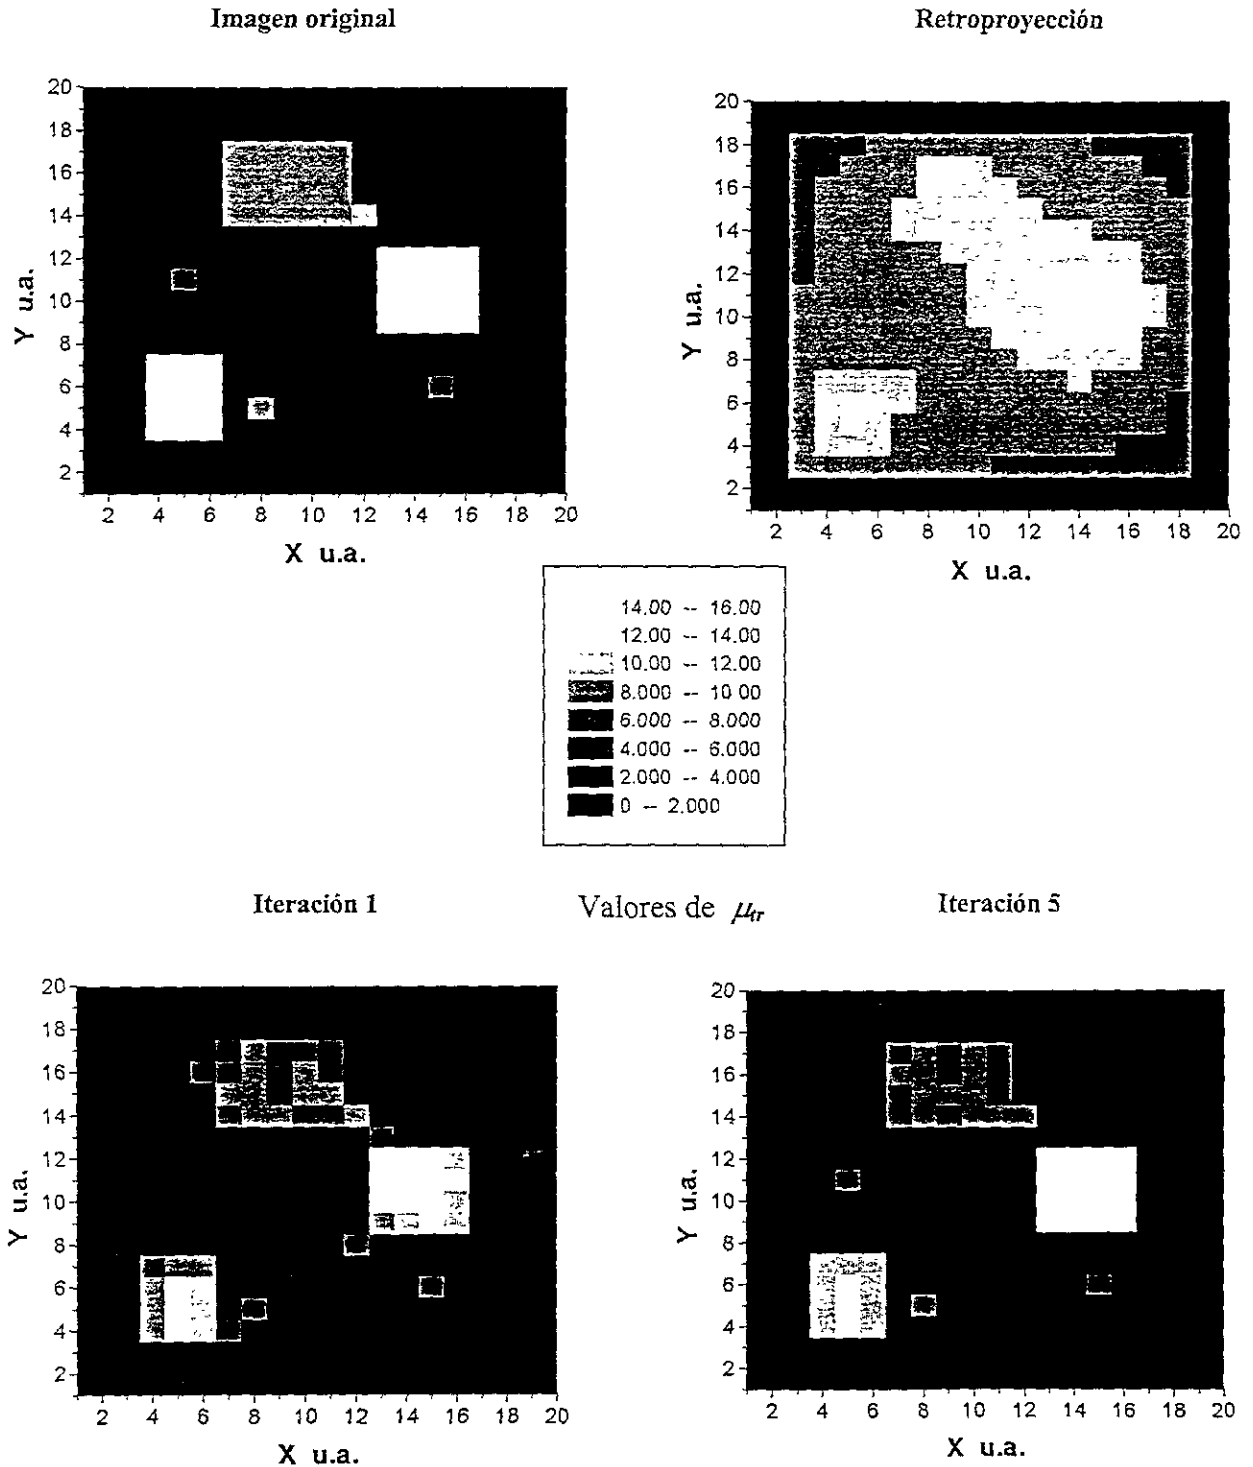 Imagen original
Retroproyección
20
18
16
14
12
10
8
6
4
2
Y u.a.
2 4 6 8 10 12 14 16 18 20
X u.a.
20
18
16
14
12
10
8
6
4
2
Y u.a.
2 4 6 8 10 12 14 16 18 20
X u.a.
14.00 -- 16.00
12.00 -- 14.00
10.00 -- 12.00
8.000 -- 10 00
6.000 -- 8.000
4.000 -- 6.000
2.000 -- 4.000
0 -- 2.000
Iteración 1
Valores de μtr
Iteración 5
20
18
16
14
12
10
8
6
4
2
Y u.a.
2 4 6 8 10 12 14 16 18 20
X u.a.
20
18
16
14
12
10
8
6
4
2
Y u.a.
2 4 6 8 10 12 14 16 18 20
X u.a.